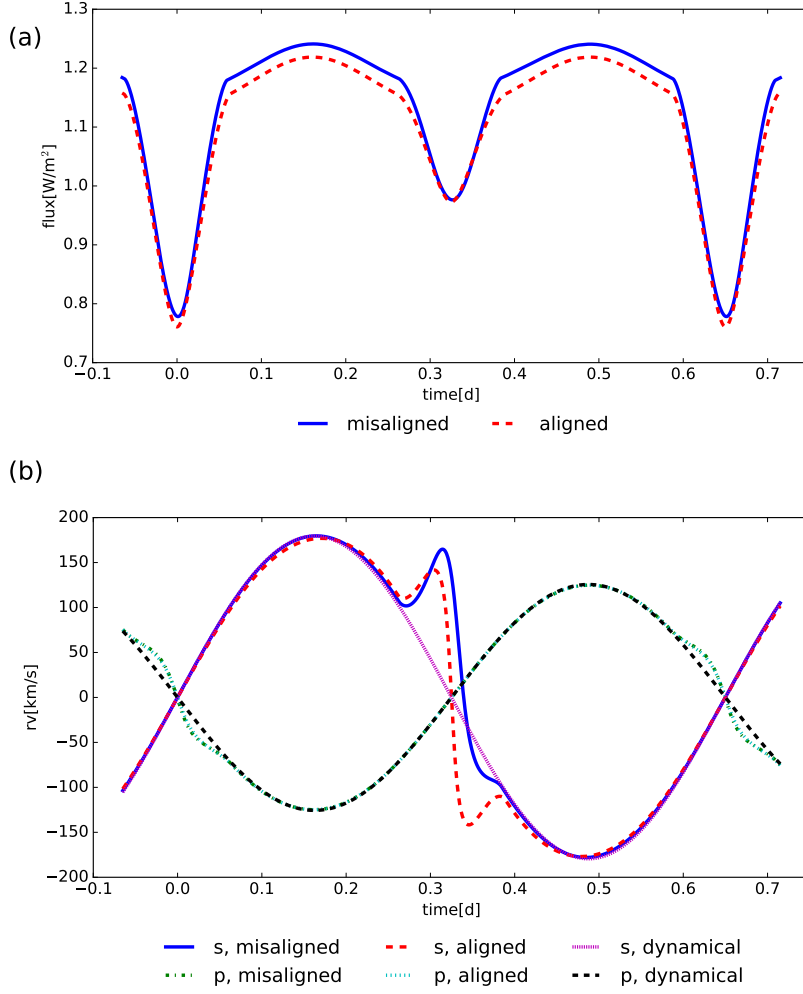 (a)
1.3
1.2
1.1
1.0
0.9
0.8
0.7
flux[W/m²]
−0.1 0.0 0.1 0.2 0.3 0.4 0.5 0.6 0.7
time[d]
misaligned aligned
(b)
200
150
100
50
0
−50
−100
−150
−200
rv[km/s]
−0.1 0.0 0.1 0.2 0.3 0.4 0.5 0.6 0.7
time[d]
s, misaligned s, aligned s, dynamical
p, misaligned p, aligned p, dynamical